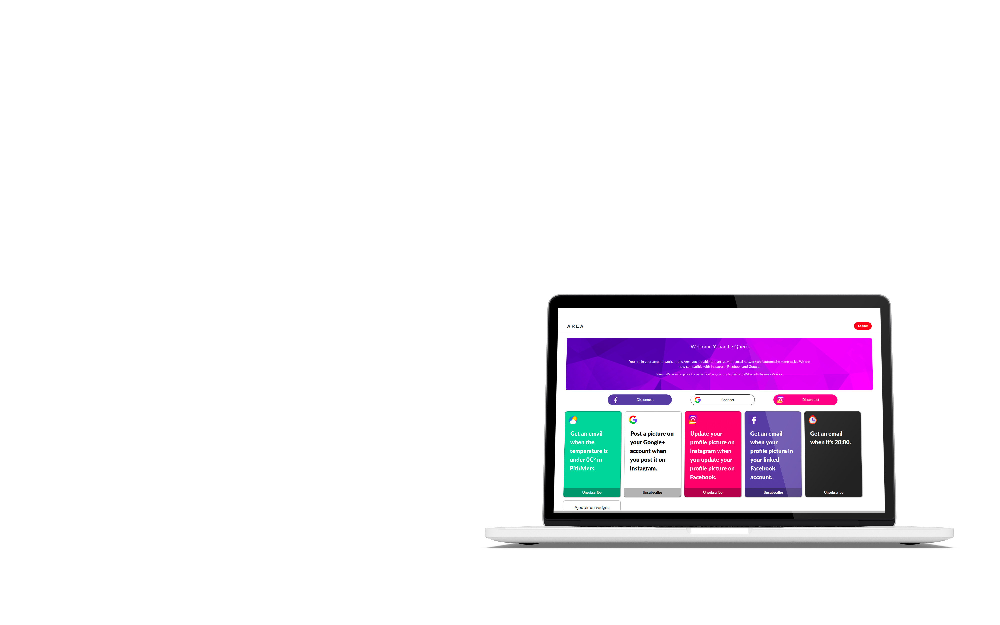 AREA
Logout
Welcome Yohan Le Quéré
You are in your area network. In this Area you are able to manage your social network and automatize some tasks. We are
now compatible with Instagram, Facebook and Google.
News : We recently update the authentication system and optimize it. Welcome in the new safe Area.
Disconnect
Connect
Disconnect
Get an email
when the
temperature is
under 0C° in
Pithiviers.
Unsubscribe
Post a picture on
your Google+
account when
you post it on
Instagram.
Unsubscribe
Update your
profile picture on
instagram when
you update your
profile picture on
Facebook.
Unsubscribe
Get an email
when your
profile picture in
your linked
Facebook
account.
Unsubscribe
Get an email
when it's 20:00.
Unsubscribe
Ajouter un widget